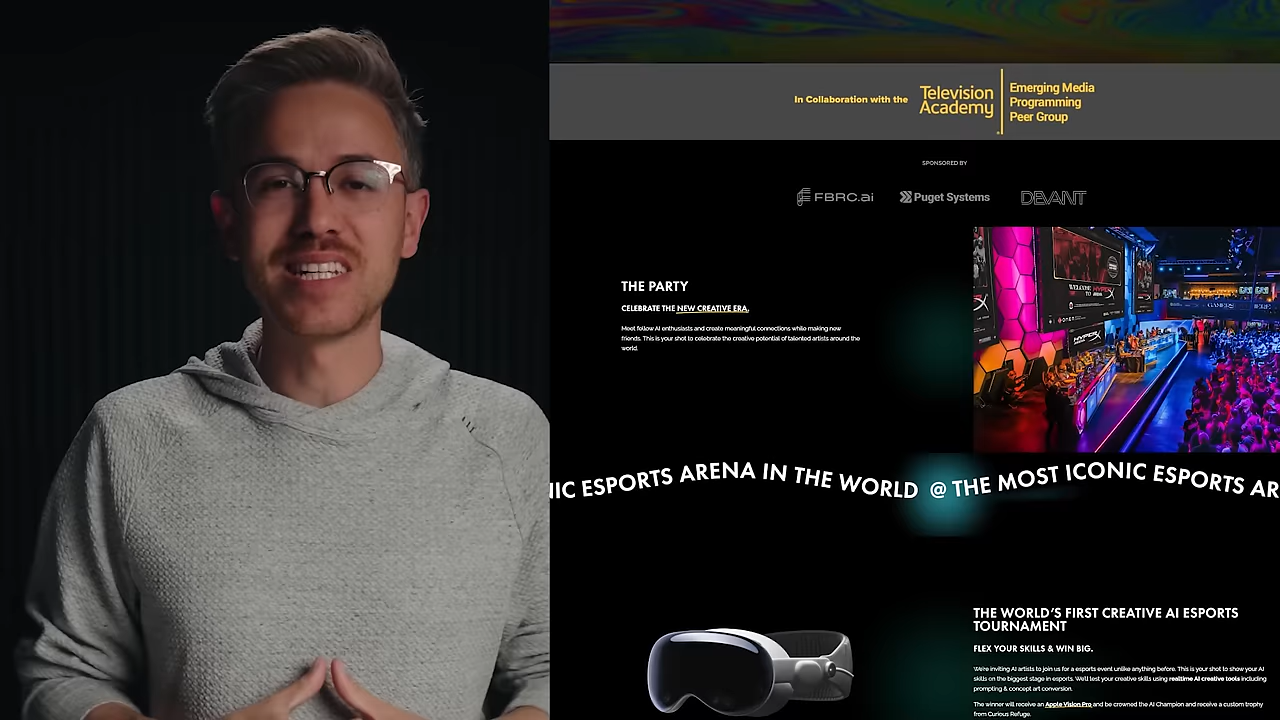 In Collaboration with the
Television
Academy
Emerging Media
Programming
Peer Group
SPONSORED BY
FBRC.ai
Puget Systems
DEVANT
THE PARTY
CELEBRATE THE NEW CREATIVE ERA.
Meet fellow AI enthusiasts and create meaningful connections while making new
friends. This is your shot to celebrate the creative potential of talented artists around the
world.
WELCOME
TO
HYPERX
ARENA
HYPERX
GAMERS
NIC ESPORTS ARENA IN THE WORLD @ THE MOST ICONIC ESPORTS AR
THE WORLD'S FIRST CREATIVE AI ESPORTS
TOURNAMENT
FLEX YOUR SKILLS & WIN BIG.
We're inviting AI artists to join us for a esports event unlike anything before. This is your shot to show your AI
skills on the biggest stage in esports. We'll test your creative skills using realtime AI creative tools including
prompting & concept art conversion.
The winner will receive an Apple Vision Pro and be crowned the AI Champion and receive a custom trophy
from Curious Refuge.